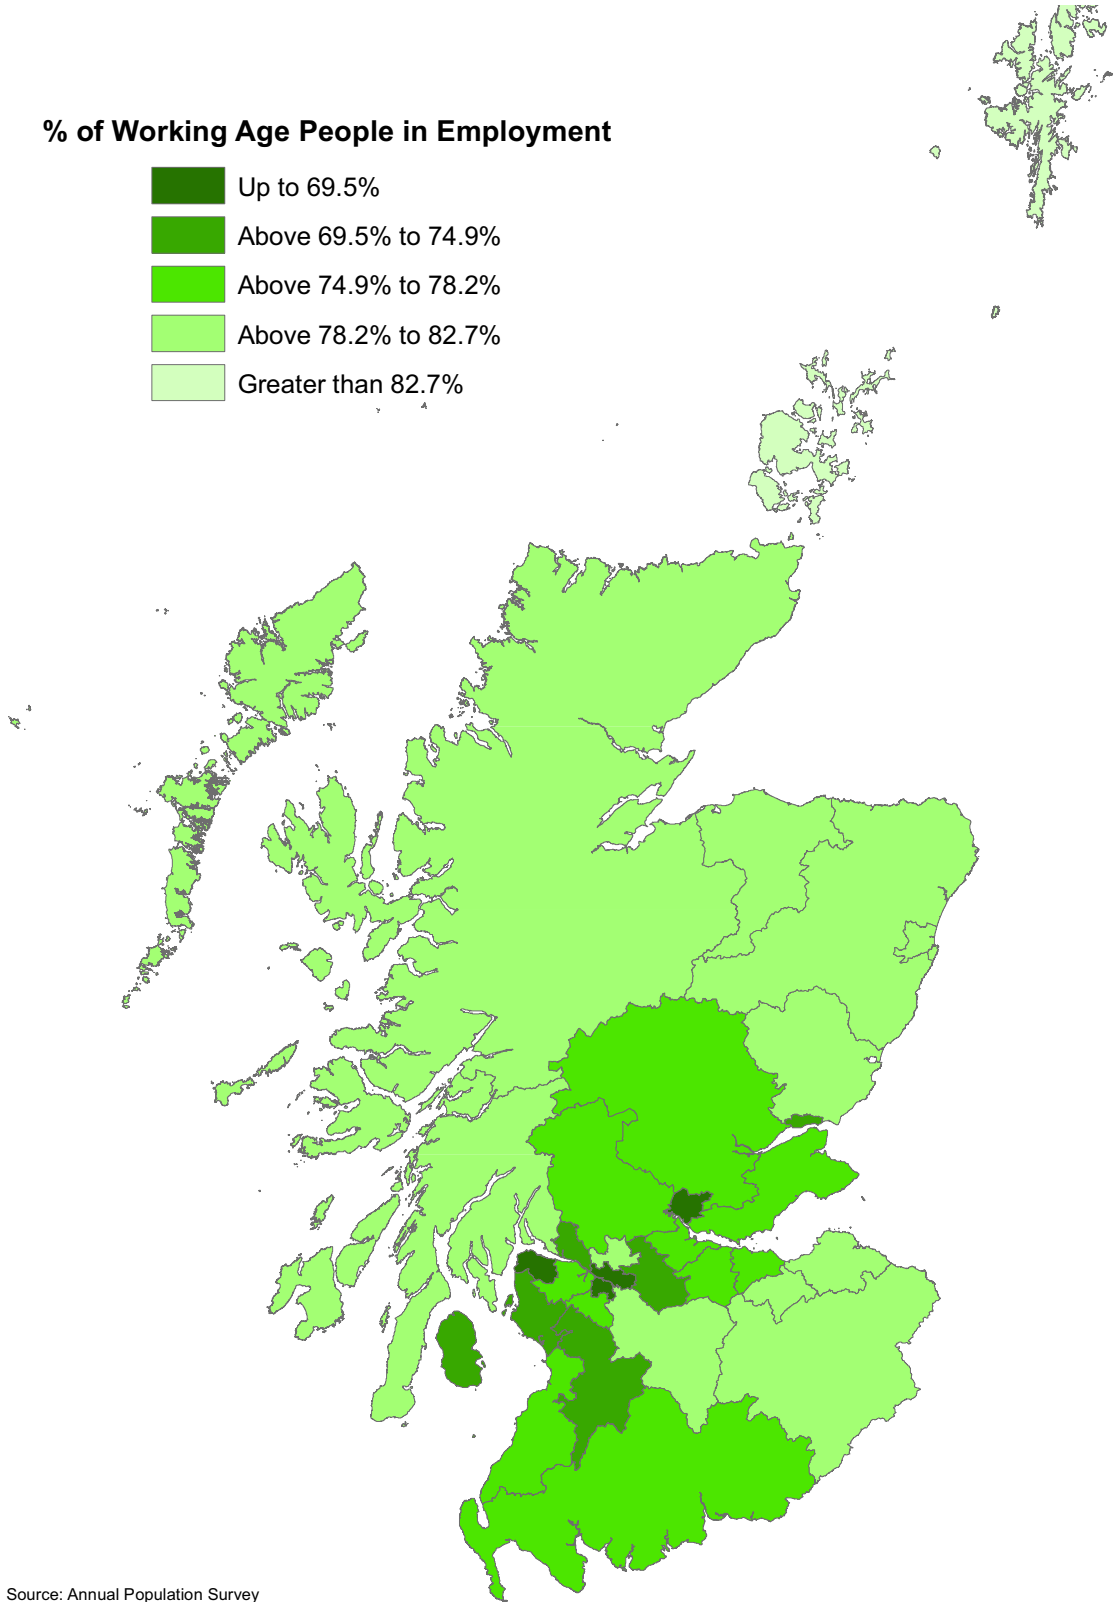 % of Working Age People in Employment
Up to 69.5%
Above 69.5% to 74.9%
Above 74.9% to 78.2%
Above 78.2% to 82.7%
Greater than 82.7%
Source: Annual Population Survey